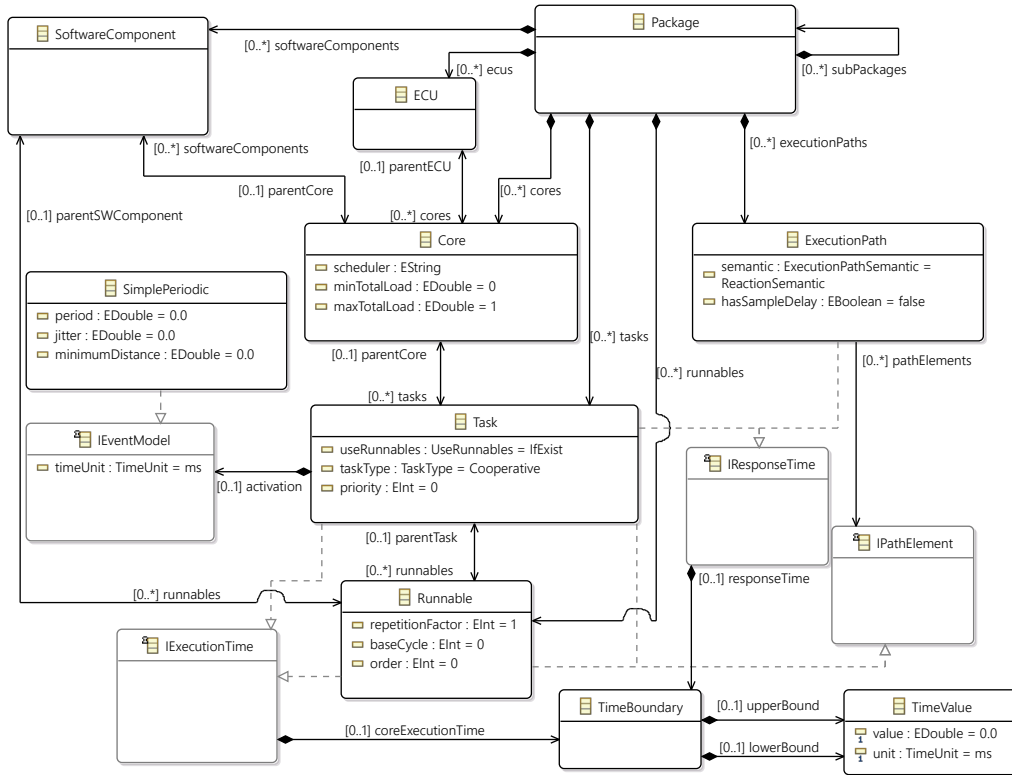 SoftwareComponent
Package
[0..*] softwareComponents
[0..*] ecus
[0..*] subPackages
ECU
[0..*] softwareComponents
[0..1] parentECU
[0..*] executionPaths
[0..1] parentCore
[0..*] cores
[0..1] parentSWComponent
[0..*] cores
Core
scheduler : EString
minTotalLoad : EDouble = 0
maxTotalLoad : EDouble = 1
ExecutionPath
semantic : ExecutionPathSemantic =
ReactionSemantic
hasSampleDelay : EBoolean = false
SimplePeriodic
period : EDouble = 0.0
jitter : EDouble = 0.0
minimumDistance : EDouble = 0.0
[0..*] tasks
[0..1] parentCore
[0..*] pathElements
[0..*] runnables
[0..*] tasks
Task
useRunnables : UseRunnables = IfExist
taskType : TaskType = Cooperative
priority : EInt = 0
IEventModel
timeUnit : TimeUnit = ms
[0..1] activation
IResponseTime
[0..1] parentTask
IPathElement
[0..*] runnables
[0..1] responseTime
[0..*] runnables
Runnable
repetitionFactor : EInt = 1
baseCycle : EInt = 0
order : EInt = 0
IExecutionTime
[0..1] coreExecutionTime
TimeBoundary
[0..1] upperBound
[0..1] lowerBound
TimeValue
value : EDouble = 0.0
unit : TimeUnit = ms